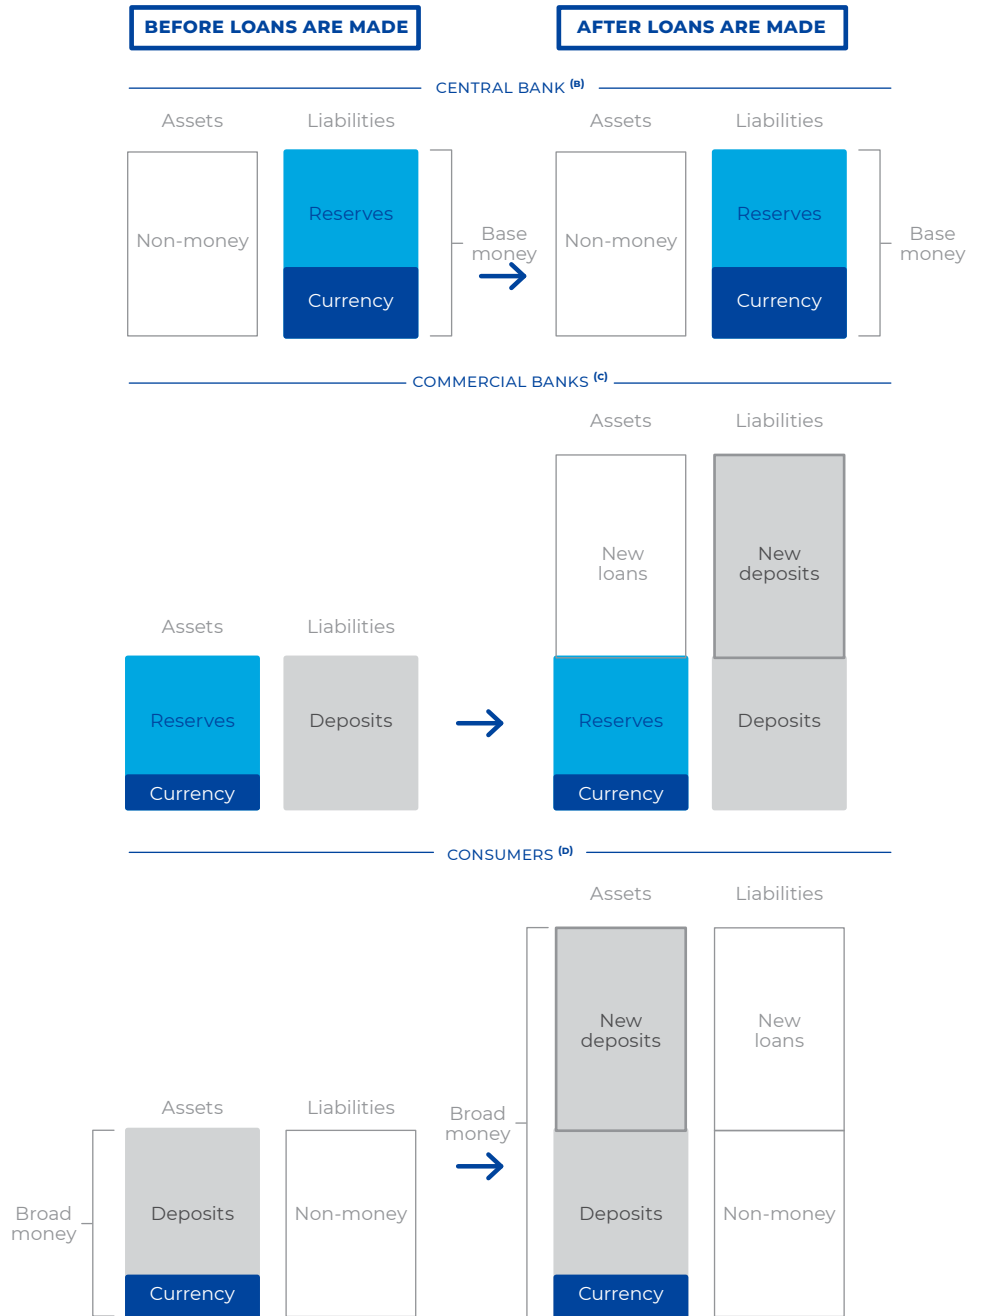 BEFORE LOANS ARE MADE
AFTER LOANS ARE MADE
CENTRAL BANK (B)
Assets
Liabilities
Assets
Liabilities
Non-money
Reserves
Currency
Base
money
Non-money
Reserves
Currency
Base
money
COMMERCIAL BANKS (C)
Assets
Liabilities
New
loans
New
deposits
Assets
Liabilities
Reserves
Deposits
Currency
Reserves
Deposits
Currency
CONSUMERS (D)
Assets
Liabilities
New
deposits
New
loans
Assets
Liabilities
Broad
money
Broad
money
Deposits
Non-money
Currency
Deposits
Non-money
Currency